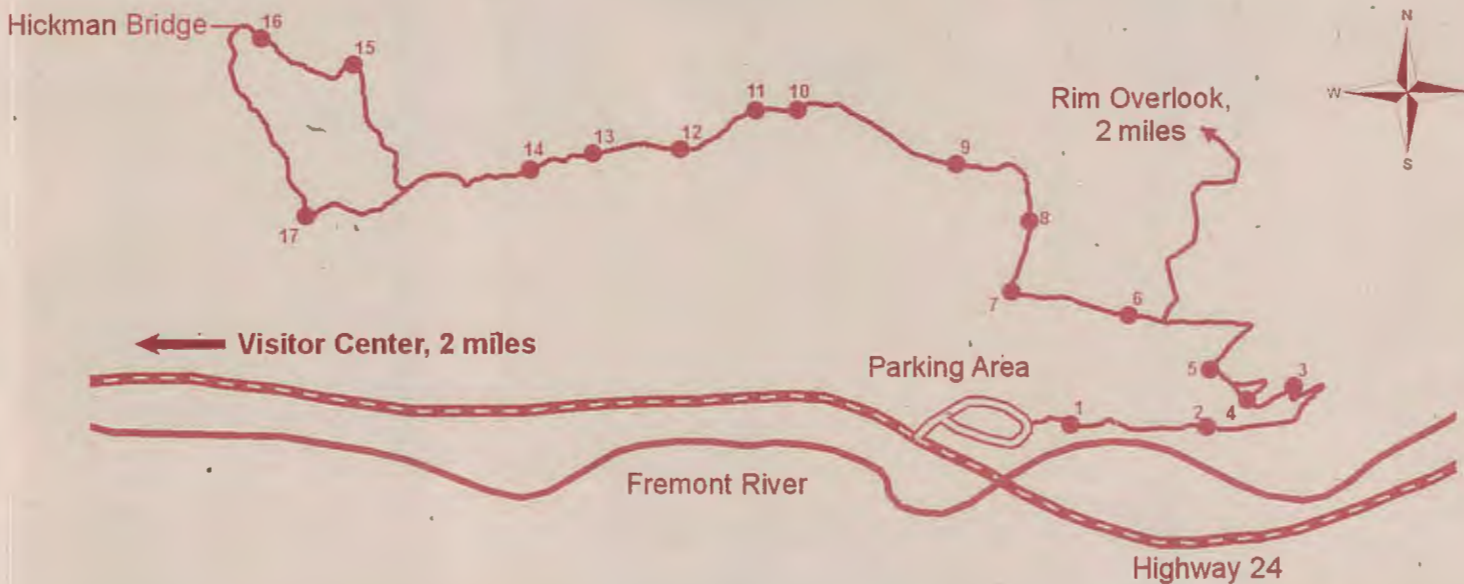 Hickman Bridge
16
15
N
W
S
Rim Overlook,
2 miles
11
10
14
13
12
9
8
17
7
6
Visitor Center, 2 miles
Parking Area
5
3
4
1
2
Fremont River
Highway 24